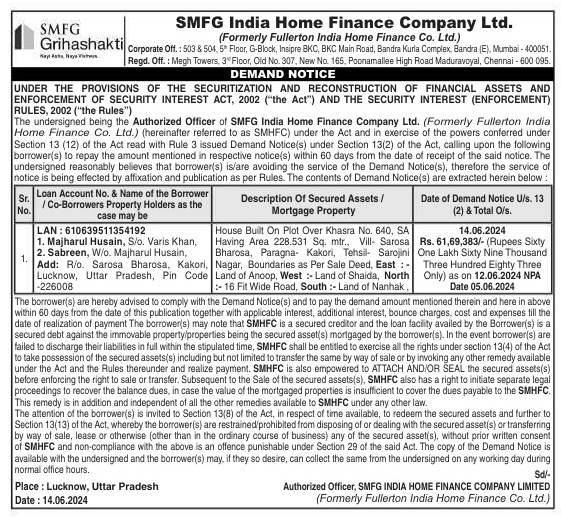 SMFG
Grihashakti
Nayi Asha, Naya Vishwas.
SMFG India Home Finance Company Ltd.
(Formerly Fullerton India Home Finance Co. Ltd.)
Corporate Off. : 503 & 504, 5th Floor, G-Block, Insipre BKC, BKC Main Road, Bandra Kurla Complex, Bandra (E), Mumbai - 400051.
Regd. Off. : Megh Towers, 3rd Floor, Old No. 307, New No. 165, Poonamallee High Road Maduravoyal, Chennai - 600 095.
DEMAND NOTICE
UNDER THE PROVISIONS OF THE SECURITIZATION AND RECONSTRUCTION OF FINANCIAL ASSETS AND
ENFORCEMENT OF SECURITY INTEREST ACT, 2002 (“the Act”) AND THE SECURITY INTEREST (ENFORCEMENT)
RULES, 2002 (“the Rules”)
The undersigned being the Authorized Officer of SMFG India Home Finance Company Ltd. (Formerly Fullerton India
Home Finance Co. Ltd.) (hereinafter referred to as SMHFC) under the Act and in exercise of the powers conferred under
Section 13 (12) of the Act read with Rule 3 issued Demand Notice(s) under Section 13(2) of the Act, calling upon the following
borrower(s) to repay the amount mentioned in respective notice(s) within 60 days from the date of receipt of the said notice. The
undersigned reasonably believes that borrower(s) is/are avoiding the service of the Demand Notice(s), therefore the service of
notice is being effected by affixation and publication as per Rules. The contents of Demand Notice(s) are extracted herein below :
Sr. No.
Loan Account No. & Name of the Borrower
/ Co-Borrowers Property Holders as the
case may be
Description Of Secured Assets /
Mortgage Property
Date of Demand Notice U/s. 13
(2) & Total O/s.
1.
LAN : 610639511354192
1. Majharul Husain, S/o. Varis Khan,
2. Sabreen, W/o. Majharul Husain,
Add: R/o. Sarosa Bharosa, Kakori,
Lucknow, Uttar Pradesh, Pin Code
-226008
House Built On Plot Over Khasra No. 640, SA
Having Area 228.531 Sq. mtr., Vill- Sarosa
Bharosa, Paragna- Kakori, Tehsil- Sarojini
Nagar, Boundaries as Per Sale Deed, East : -
Land of Anoop, West :- Land of Shaida, North
:- 16 Fit Wide Road, South :- Land of Nanhak .
14.06.2024
Rs. 61,69,383/- (Rupees Sixty
One Lakh Sixty Nine Thousand
Three Hundred Eighty Three
Only) as on 12.06.2024 NPA
Date 05.06.2024
The borrower(s) are hereby advised to comply with the Demand Notice(s) and to pay the demand amount mentioned therein and here in above
within 60 days from the date of this publication together with applicable interest, additional interest, bounce charges, cost and expenses till the
date of realization of payment The borrower(s) may note that SMHFC is a secured creditor and the loan facility availed by the Borrower(s) is a
secured debt against the immovable property/properties being the secured asset(s) mortgaged by the borrower(s). In the event borrower(s) are
failed to discharge their liabilities in full within the stipulated time, SMHFC shall be entitled to exercise all the rights under section 13(4) of the Act
to take possession of the secured assets(s) including but not limited to transfer the same by way of sale or by invoking any other remedy available
under the Act and the Rules thereunder and realize payment. SMHFC is also empowered to ATTACH AND/OR SEAL the secured assets(s)
before enforcing the right to sale or transfer. Subsequent to the Sale of the secured assets(s), SMHFC also has a right to initiate separate legal
proceedings to recover the balance dues, in case the value of the mortgaged properties is insufficient to cover the dues payable to the SMHFC.
This remedy is in addition and independent of all the other remedies available to SMHFC under any other law.
The attention of the borrower(s) is invited to Section 13(8) of the Act, in respect of time available, to redeem the secured assets and further to
Section 13(13) of the Act, whereby the borrower(s) are restrained/prohibited from disposing of or dealing with the secured asset(s) or transferring
by way of sale, lease or otherwise (other than in the ordinary course of business) any of the secured asset(s), without prior written consent
of SMHFC and non-compliance with the above is an offence punishable under Section 29 of the said Act. The copy of the Demand Notice is
available with the undersigned and the borrower(s) may, if they so desire, can collect the same from the undersigned on any working day during
normal office hours.
Sd/-
Place : Lucknow, Uttar Pradesh
Authorized Officer, SMFG INDIA HOME FINANCE COMPANY LIMITED
Date : 14.06.2024
(Formerly Fullerton India Home Finance Co. Ltd.)